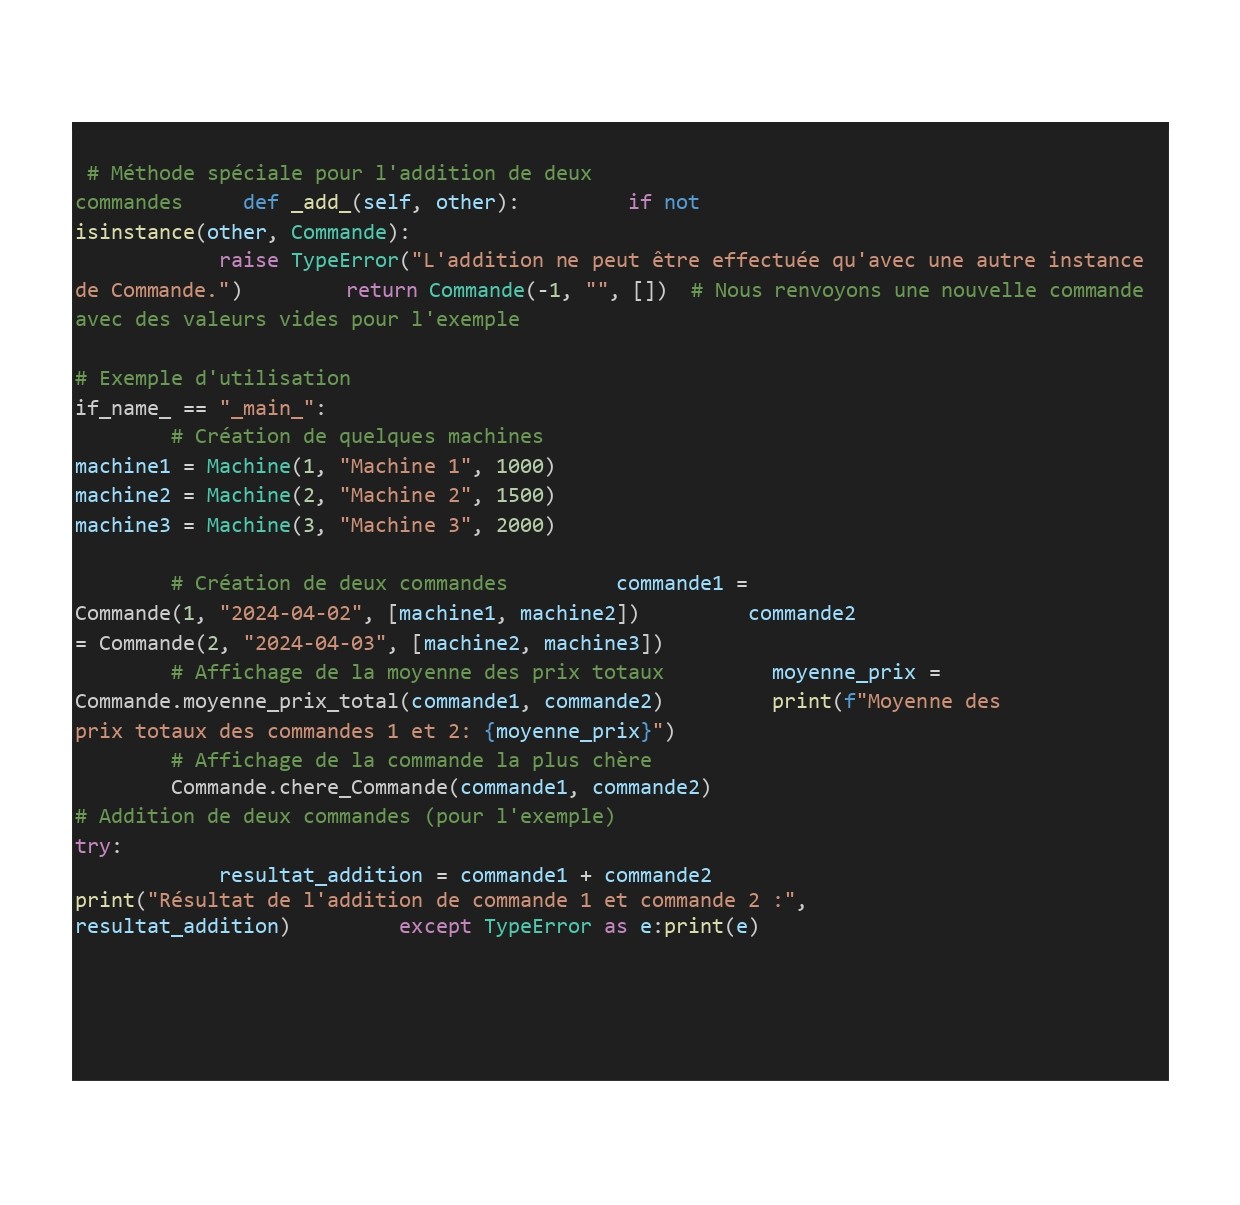 # Méthode spéciale pour l'addition de deux
commandes     def _add_(self, other):         if not
isinstance(other, Commande):
            raise TypeError("L'addition ne peut être effectuée qu'avec une autre instance
de Commande.")        return Commande(-1, "", [])  # Nous renvoyons une nouvelle commande
avec des valeurs vides pour l'exemple
# Exemple d'utilisation
if_name_ == "_main_":
        # Création de quelques machines
machine1 = Machine(1, "Machine 1", 1000)
machine2 = Machine(2, "Machine 2", 1500)
machine3 = Machine(3, "Machine 3", 2000)
        # Création de deux commandes         commande1 =
Commande(1, "2024-04-02", [machine1, machine2])         commande2
= Commande(2, "2024-04-03", [machine2, machine3])
        # Affichage de la moyenne des prix totaux         moyenne_prix =
Commande.moyenne_prix_total(commande1, commande2)         print(f"Moyenne des
prix totaux des commandes 1 et 2: {moyenne_prix}")
        # Affichage de la commande la plus chère
        Commande.chere_Commande(commande1, commande2)
# Addition de deux commandes (pour l'exemple)
try:
            resultat_addition = commande1 + commande2
print("Résultat de l'addition de commande 1 et commande 2 :",
resultat_addition)         except TypeError as e:print(e)